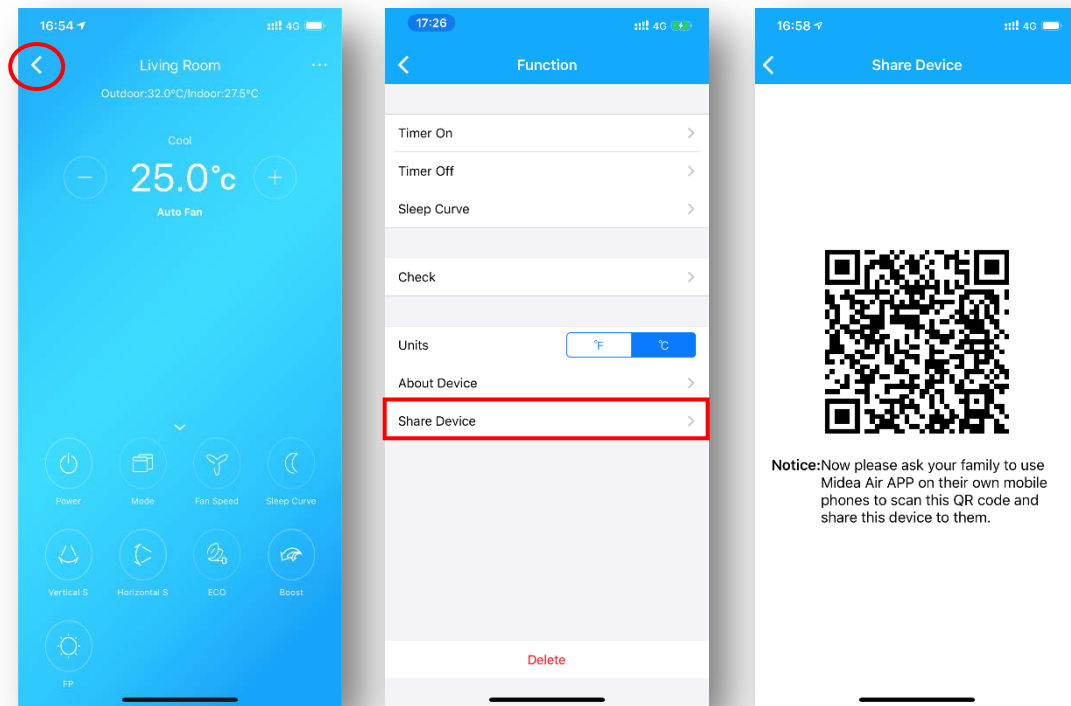 16:54
4G
Living Room
Outdoor:32.0°C/Indoor:27.5°C
Cool
25.0°c
Auto Fan
Power
Mode
Fan Speed
Sleep Curve
Vertical S
Horizontal S
ECO
Boost
FP
17:26
4G
Function
Timer On
Timer Off
Sleep Curve
Check
Units
°F
°C
About Device
Share Device
Delete
16:58
4G
Share Device
Notice:Now please ask your family to use
Midea Air APP on their own mobile
phones to scan this QR code and
share this device to them.